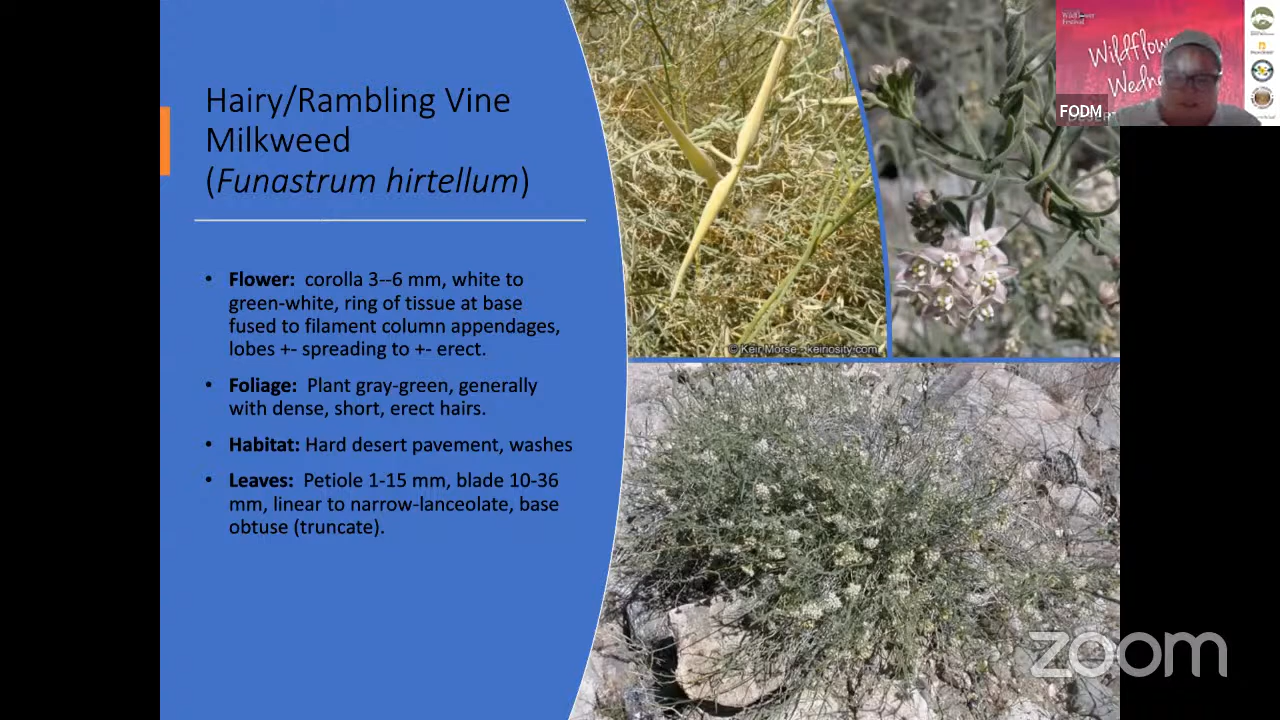 Hairy/Rambling Vine
Milkweed
(Funastrum hirtellum)
• Flower: corolla 3--6 mm, white to
green-white, ring of tissue at base
fused to filament column appendages,
lobes +- spreading to +- erect.
• Foliage: Plant gray-green, generally
with dense, short, erect hairs.
• Habitat: Hard desert pavement, washes
• Leaves: Petiole 1-15 mm, blade 10-36
mm, linear to narrow-lanceolate, base
obtuse (truncate).
© Keir Morse - keiriosity.com
Wildflower
Festival
FODM
zoom